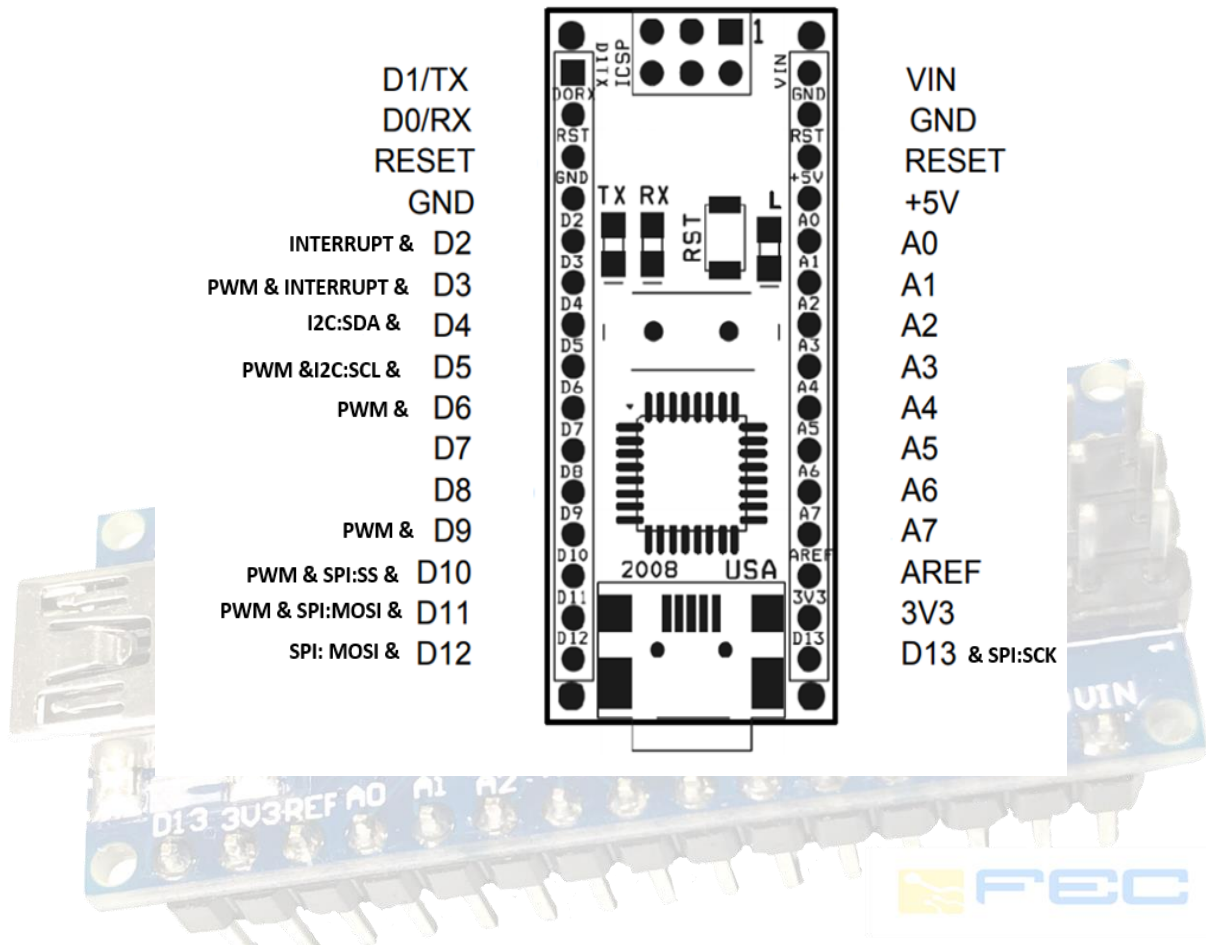 D1/TX
D0/RX
RESET
GND
INTERRUPT & D2
PWM & INTERRUPT & D3
I2C:SDA & D4
PWM &I2C:SCL & D5
PWM & D6
D7
D8
PWM & D9
PWM & SPI:SS & D10
PWM & SPI:MOSI & D11
SPI: MOSI & D12
D1TX
ICSP
1
VIN
DORX
RST
GND
D2
D3
D4
D5
D6
D7
D8
D9
D10
D11
D12
TX RX
RST
L
2008 USA
GND
RST
+5V
A0
A1
A2
A3
A4
A5
A6
A7
AREF
3V3
D13
VIN
GND
RESET
+5V
A0
A1
A2
A3
A4
A5
A6
A7
AREF
3V3
D13 & SPI:SCK
1
VIN
D13 3V3 REF A0 A1 A2
FEC